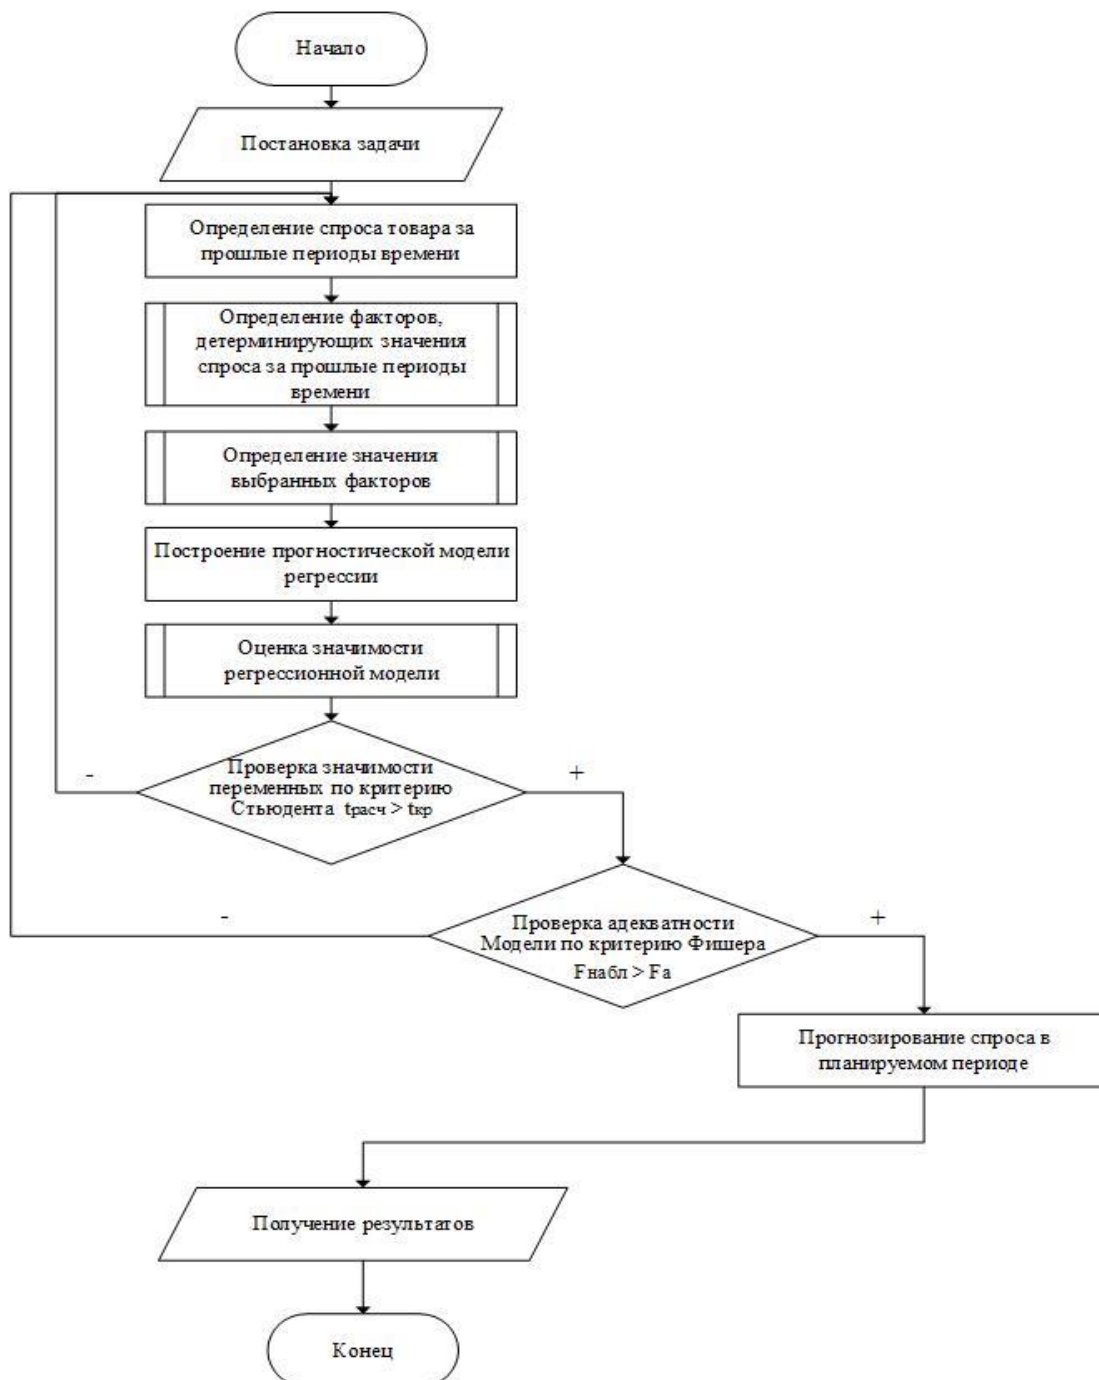 Начало
Постановка задачи
Определение спроса товара за
прошлые периоды времени
Определение факторов,
детерминирующих значения
спроса за прошлые периоды
времени
Определение значения
выбранных факторов
Построение прогностической модели
регрессии
Оценка значимости
регрессионной модели
Проверка значимости
переменных по критерию
Стьюдента tрасч > tкр
-
+
Проверка адекватности
Модели по критерию Фишера
Fнабл > Fа
-
+
Прогнозирование спроса в
планируемом периоде
Получение результатов
Конец